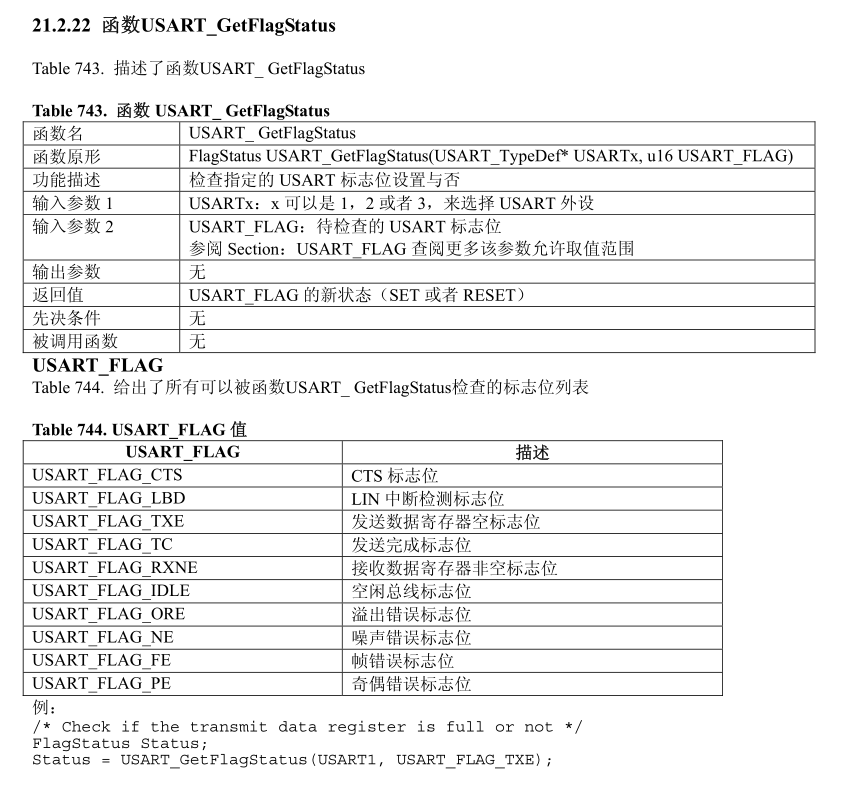 21.2.22 函数USART_GetFlagStatus
Table 743. 描述了函数USART_ GetFlagStatus
Table 743. 函数 USART_ GetFlagStatus
函数名 USART_ GetFlagStatus
函数原形 FlagStatus USART_GetFlagStatus(USART_TypeDef* USARTx, u16 USART_FLAG)
功能描述 检查指定的 USART 标志位设置与否
输入参数 1 USARTx：x 可以是 1，2 或者 3，来选择 USART 外设
输入参数 2 USART_FLAG：待检查的 USART 标志位
参阅 Section：USART_FLAG 查阅更多该参数允许取值范围
输出参数 无
返回值 USART_FLAG 的新状态（SET 或者 RESET）
先决条件 无
被调用函数 无
USART_FLAG
Table 744. 给出了所有可以被函数USART_ GetFlagStatus检查的标志位列表
Table 744. USART_FLAG 值
USART_FLAG 描述
USART_FLAG_CTS CTS 标志位
USART_FLAG_LBD LIN 中断检测标志位
USART_FLAG_TXE 发送数据寄存器空标志位
USART_FLAG_TC 发送完成标志位
USART_FLAG_RXNE 接收数据寄存器非空标志位
USART_FLAG_IDLE 空闲总线标志位
USART_FLAG_ORE 溢出错误标志位
USART_FLAG_NE 噪声错误标志位
USART_FLAG_FE 帧错误标志位
USART_FLAG_PE 奇偶错误标志位
例：
/* Check if the transmit data register is full or not */
FlagStatus Status;
Status = USART_GetFlagStatus(USART1, USART_FLAG_TXE);